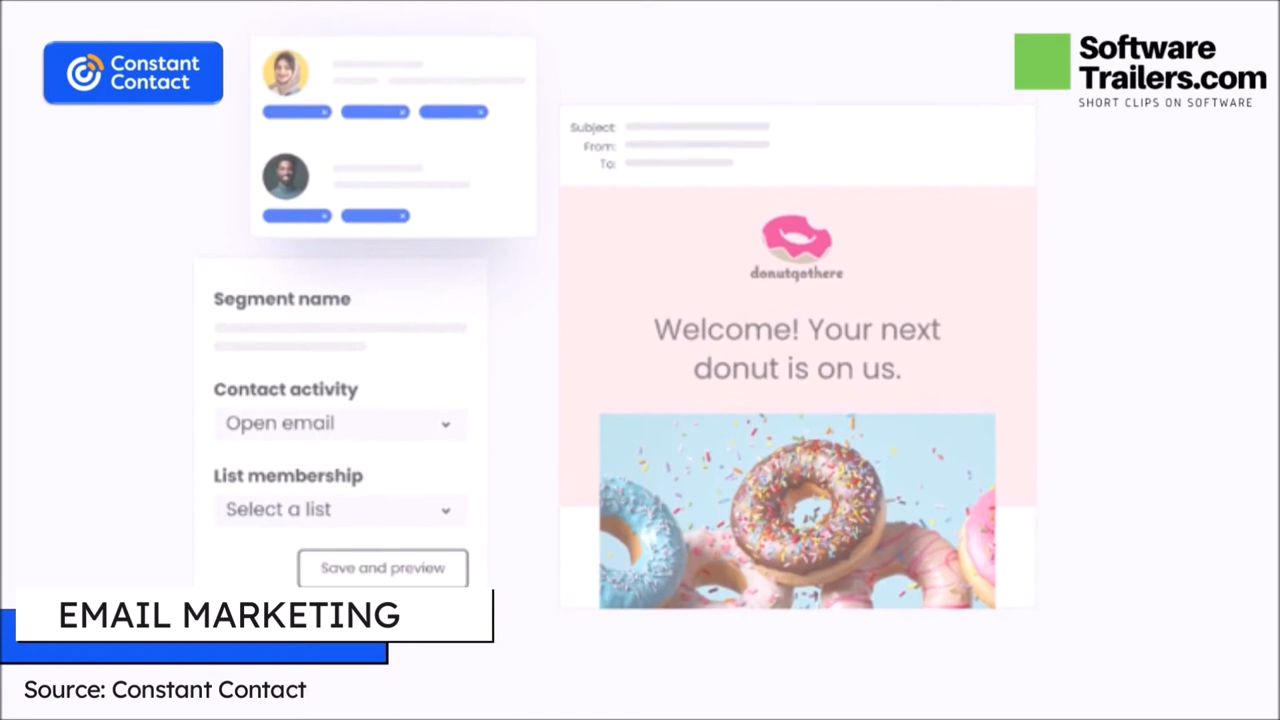 Constant
Contact
Software
Trailers.com
SHORT CLIPS ON SOFTWARE
Subject:
From:
To:
donutgothere
Welcome! Your next
donut is on us.
Segment name
Contact activity
Open email
List membership
Select a list
Save and preview
EMAIL MARKETING
Source: Constant Contact